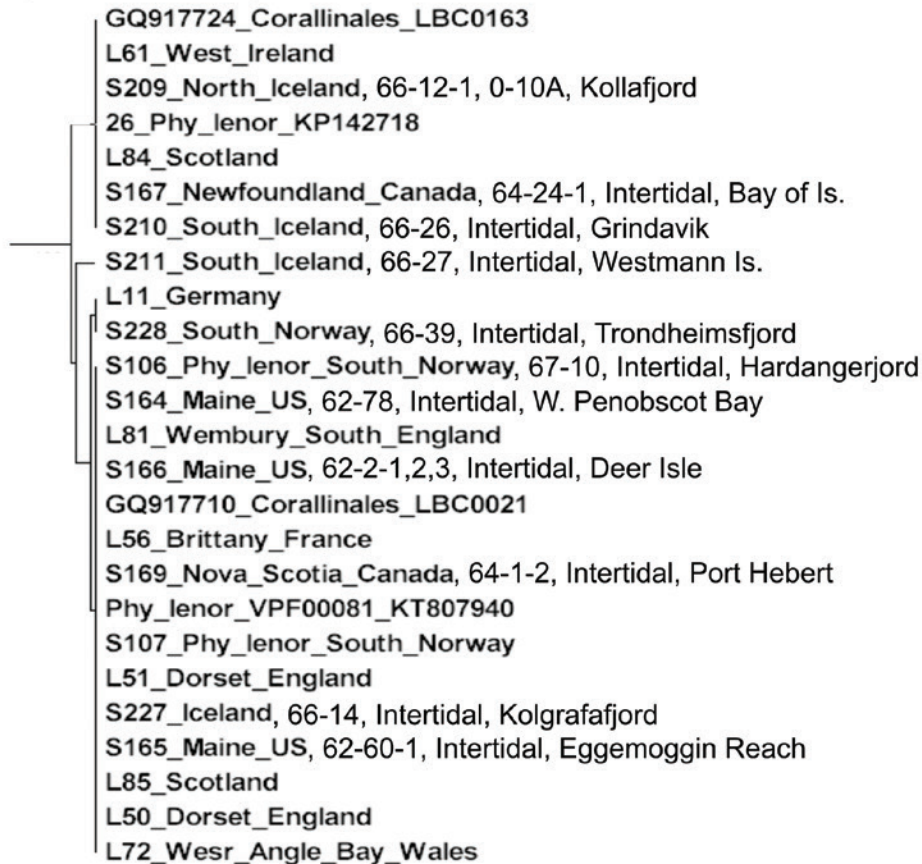 GQ917724_Corallinales_LBC0163
L61_West_Ireland
S209_North_Iceland, 66-12-1, 0-10A, Kollafjord
26_Phy_lenor_KP142718
L84_Scotland
S167_Newfoundland_Canada, 64-24-1, Intertidal, Bay of Is.
S210_South_Iceland, 66-26, Intertidal, Grindavik
S211_South_Iceland, 66-27, Intertidal, Westmann Is.
L11_Germany
S228_South_Norway, 66-39, Intertidal, Trondheimsfjord
S106_Phy_lenor_South_Norway, 67-10, Intertidal, Hardangerjord
S164_Maine_US, 62-78, Intertidal, W. Penobscot Bay
L81_Wembury_South_England
S166_Maine_US, 62-2-1,2,3, Intertidal, Deer Isle
GQ917710_Corallinales_LBC0021
L56_Brittany_France
S169_Nova_Scotia_Canada, 64-1-2, Intertidal, Port Hebert
Phy_lenor_VPF00081_KT807940
S107_Phy_lenor_South_Norway
L51_Dorset_England
S227_Iceland, 66-14, Intertidal, Kolgrafafjord
S165_Maine_US, 62-60-1, Intertidal, Eggemoggin Reach
L85_Scotland
L50_Dorset_England
L72_Wesr_Angle_Bay_Wales